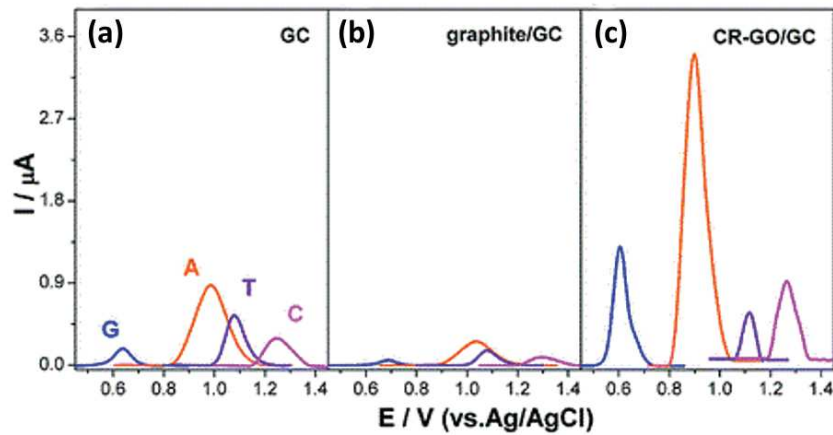 (a) GC
(b) graphite/GC
(c) CR-GO/GC
3.6
2.7
1.8
0.9
0.0
I / μA
G
A
T
C
0.6 0.8 1.0 1.2 1.4
0.6 0.8 1.0 1.2 1.4
0.6 0.8 1.0 1.2 1.4
E / V (vs.Ag/AgCl)